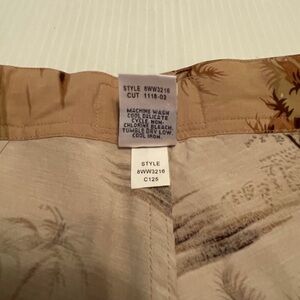 STYLE 8WW3216
CUT 1118-02
MACHINE WASH
COOL DELICATE
CYCLE NON-
CHLORINE BLEACH.
TUMBLE DRY LOW.
COOL IRON.
STYLE
8WW3216
C125